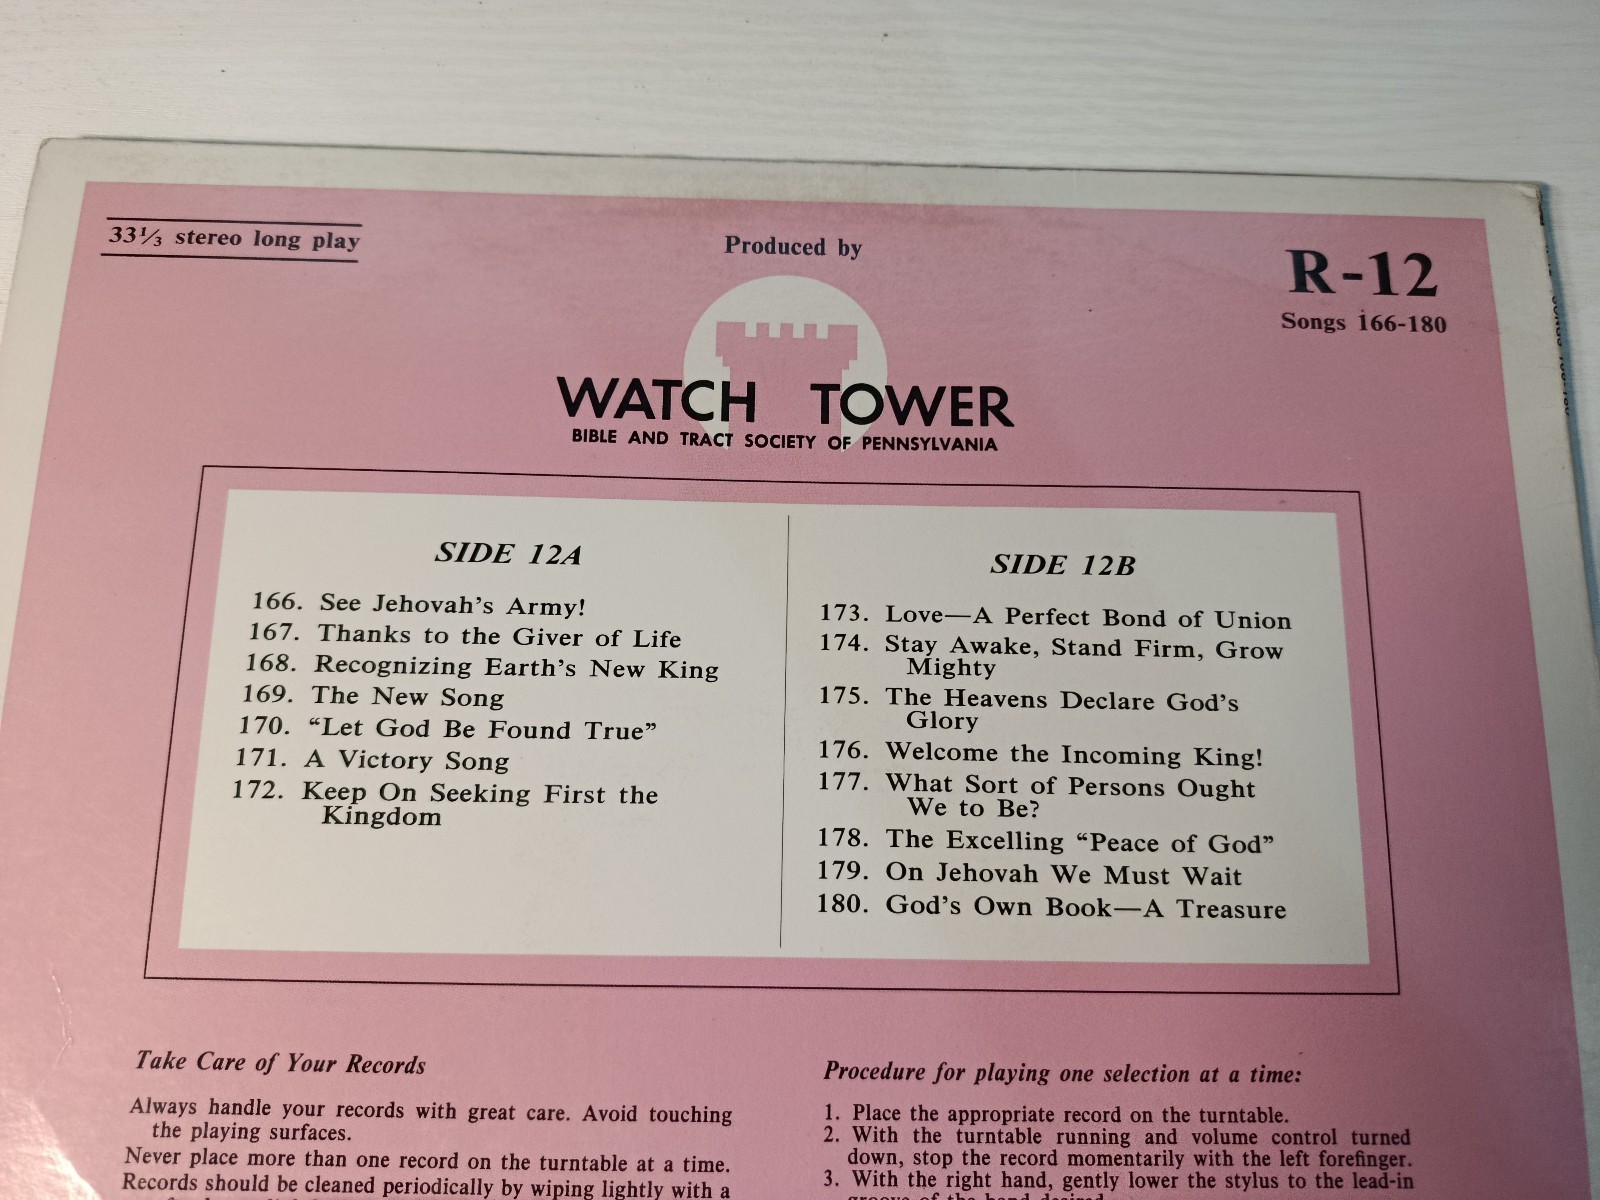 33⅓ stereo long play
Produced by
R-12
Songs 166-180
WATCH TOWER
BIBLE AND TRACT SOCIETY OF PENNSYLVANIA
SIDE 12A
166. See Jehovah's Army!
167. Thanks to the Giver of Life
168. Recognizing Earth's New King
169. The New Song
170. “Let God Be Found True”
171. A Victory Song
172. Keep On Seeking First the
Kingdom
SIDE 12B
173. Love—A Perfect Bond of Union
174. Stay Awake, Stand Firm, Grow
Mighty
175. The Heavens Declare God's
Glory
176. Welcome the Incoming King!
177. What Sort of Persons Ought
We to Be?
178. The Excelling “Peace of God”
179. On Jehovah We Must Wait
180. God's Own Book—A Treasure
Take Care of Your Records
Always handle your records with great care. Avoid touching
the playing surfaces.
Never place more than one record on the turntable at a time.
Records should be cleaned periodically by wiping lightly with a
Procedure for playing one selection at a time:
1. Place the appropriate record on the turntable.
2. With the turntable running and volume control turned
down, stop the record momentarily with the left forefinger.
3. With the right hand, gently lower the stylus to the lead-in
groove of the band desired